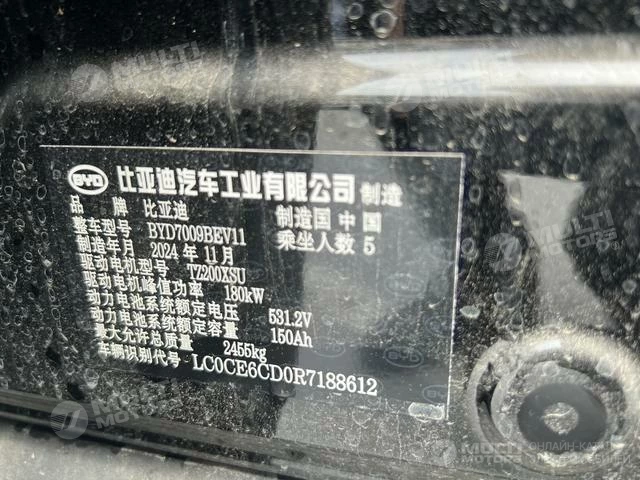 BYD 比亚迪汽车工业有限公司 制造
品 牌 比亚迪 制造国 中国
整车型号 BYD7009BEV11 乘坐人数 5
制造年月 2024 年 11 月
驱动电机型号 TZ200XSU
驱动电机峰值功率 180kW
动力电池系统额定电压 531.2V
动力电池系统额定容量 150Ah
最大允许总质量 2455kg
车辆识别代号 LC0CE6CD0R7188612
MULTI MOTORS
ОНЛАЙН-КАТАЛОГ